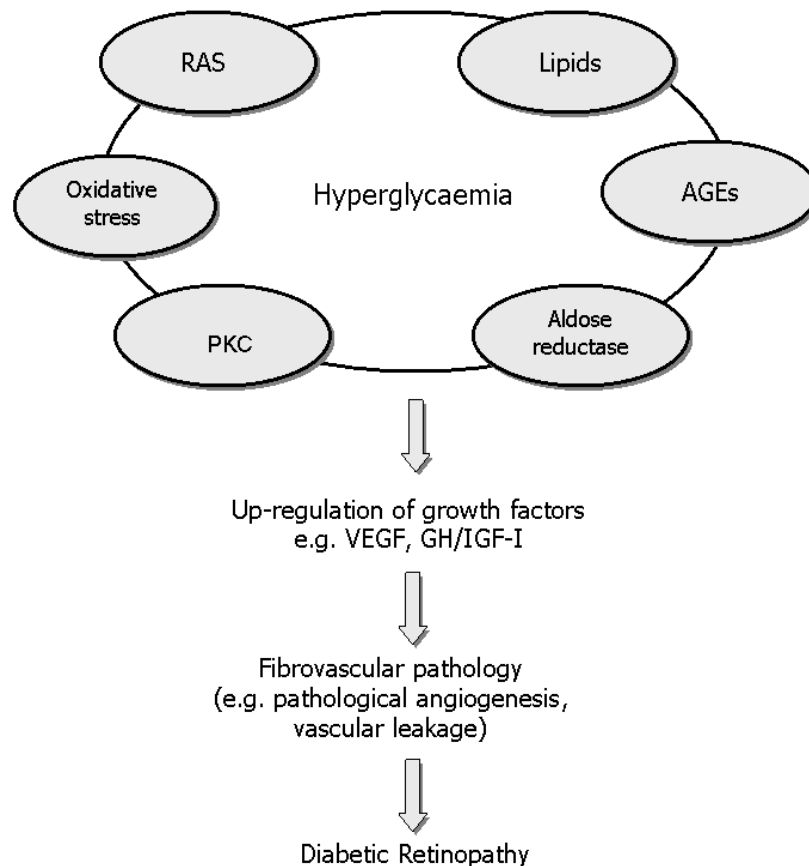 RAS
Lipids
Oxidative
stress
Hyperglycaemia
AGEs
PKC
Aldose
reductase
Up-regulation of growth factors
e.g. VEGF, GH/IGF-I
Fibrovascular pathology
(e.g. pathological angiogenesis,
vascular leakage)
Diabetic Retinopathy